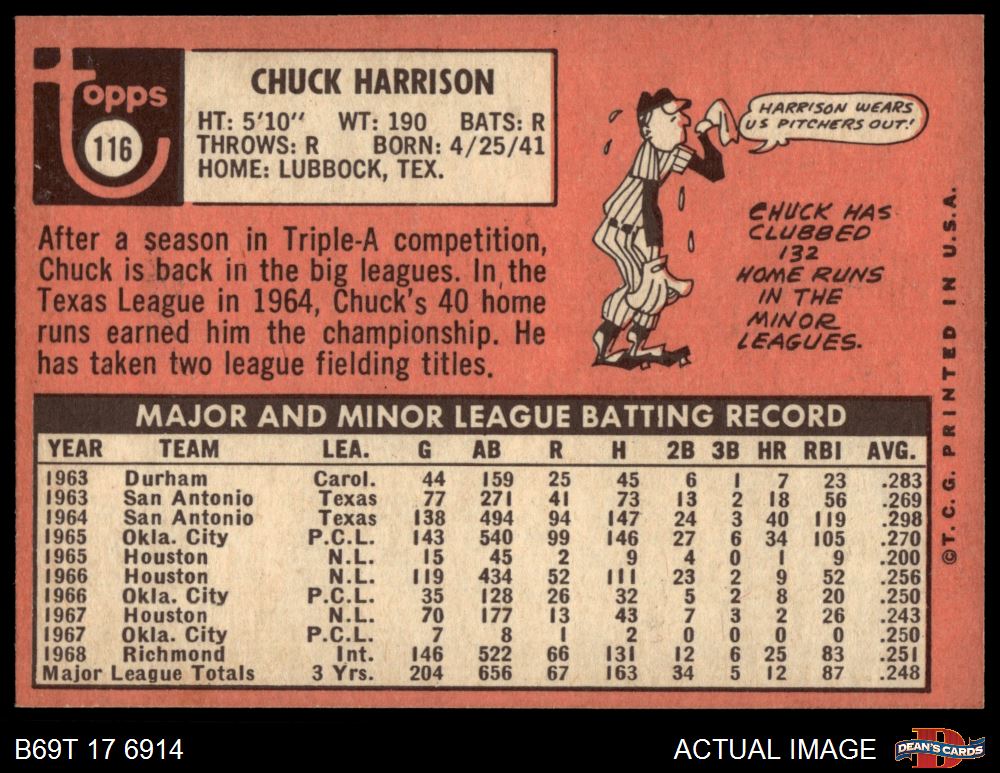 topps
116
CHUCK HARRISON
HT: 5'10" WT: 190 BATS: R
THROWS: R BORN: 4/25/41
HOME: LUBBOCK, TEX.
After a season in Triple-A competition,
Chuck is back in the big leagues. In the
Texas League in 1964, Chuck's 40 home
runs earned him the championship. He
has taken two league fielding titles.
HARRISON WEARS
US PITCHERS OUT!
CHUCK HAS
CLUBBED
132
HOME RUNS
IN THE
MINOR
LEAGUES.
©T.C.G. PRINTED IN U.S.A.
MAJOR AND MINOR LEAGUE BATTING RECORD
YEAR TEAM LEA. G AB R H 2B 3B HR RBI AVG.
1963 Durham Carol. 44 159 25 45 6 1 7 23 .283
1963 San Antonio Texas 77 271 41 73 13 2 18 56 .269
1964 San Antonio Texas 138 494 94 147 24 3 40 119 .298
1965 Okla. City P.C.L. 143 540 99 146 27 6 34 105 .270
1965 Houston N.L. 15 45 2 9 4 0 1 9 .200
1966 Houston N.L. 119 434 52 111 23 2 9 52 .256
1966 Okla. City P.C.L. 35 128 26 32 5 2 8 20 .250
1967 Houston N.L. 70 177 13 43 7 3 2 26 .243
1967 Okla. City P.C.L. 7 8 1 2 0 0 0 0 .250
1968 Richmond Int. 146 522 66 131 12 6 25 83 .251
Major League Totals 3 Yrs. 204 656 67 163 34 5 12 87 .248
B69T 17 6914
ACTUAL IMAGE
D
DEAN'S CARDS